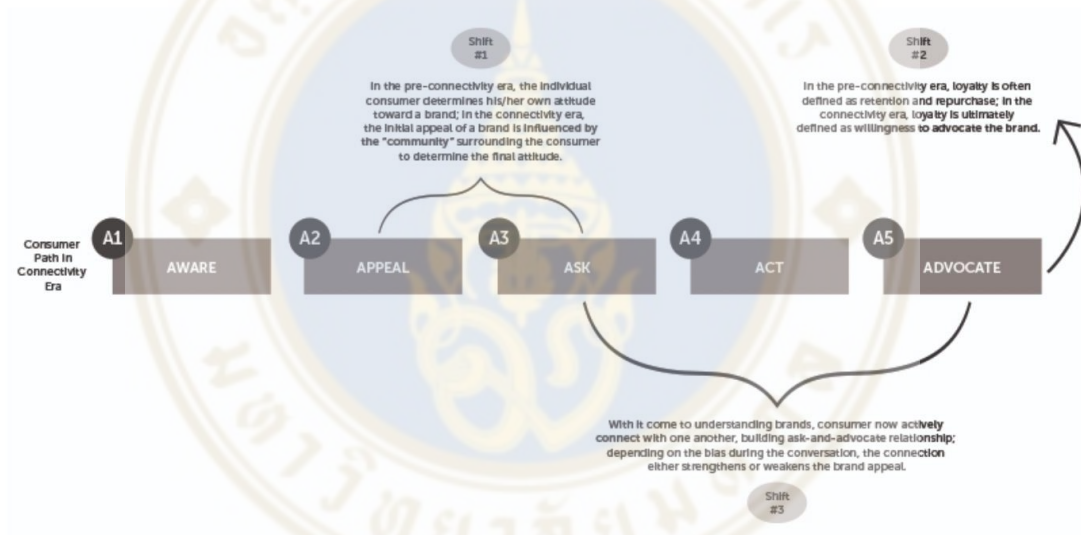 Shift
#1
In the pre-connectivity era, the individual
consumer determines his/her own attitude
toward a brand; in the connectivity era,
the initial appeal of a brand is influenced by
the "community" surrounding the consumer
to determine the final attitude.
Shift
#2
In the pre-connectivity era, loyalty is often
defined as retention and repurchase; in the
connectivity era, loyalty is ultimately
defined as willingness to advocate the brand.
Consumer
Path in
Connectivity
Era
A1
AWARE
A2
APPEAL
A3
ASK
A4
ACT
A5
ADVOCATE
With it come to understanding brands, consumer now actively
connect with one another, building ask-and-advocate relationship;
depending on the bias during the conversation, the connection
either strengthens or weakens the brand appeal.
Shift
#3